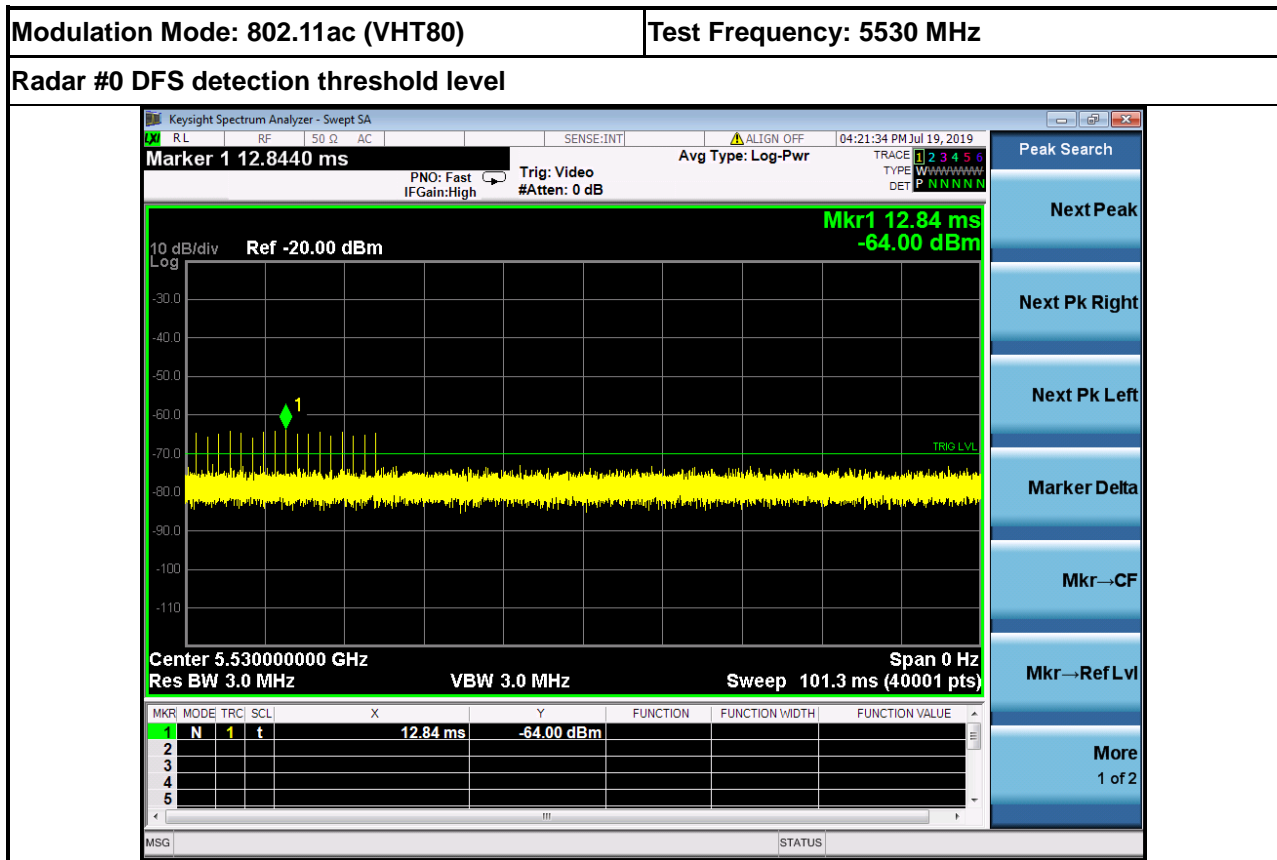 Modulation Mode: 802.11ac (VHT80) Test Frequency: 5530 MHz
Radar #0 DFS detection threshold level
Keysight Spectrum Analyzer - Swept SA
LXI RL RF 50 Ω AC SENSE:INT ALIGN OFF 04:21:34 PM Jul 19, 2019
Marker 1 12.8440 ms
PNO: Fast
IFGain:High
Trig: Video
#Atten: 0 dB
Avg Type: Log-Pwr
TRACE 1 2 3 4 5 6
TYPE WWWWWW
DET P N N N N N
Mkr1 12.84 ms
-64.00 dBm
10 dB/div Ref -20.00 dBm
Log
-30.0
-40.0
-50.0
1
-60.0
TRIG LVL
-70.0
-80.0
-90.0
-100
-110
Center 5.530000000 GHz Span 0 Hz
Res BW 3.0 MHz VBW 3.0 MHz Sweep 101.3 ms (40001 pts)
MKR MODE TRC SCL X Y FUNCTION FUNCTION WIDTH FUNCTION VALUE
1 N 1 t 12.84 ms -64.00 dBm
2
3
4
5
MSG STATUS
Peak Search
Next Peak
Next Pk Right
Next Pk Left
Marker Delta
Mkr→CF
Mkr→Ref Lvl
More
1 of 2